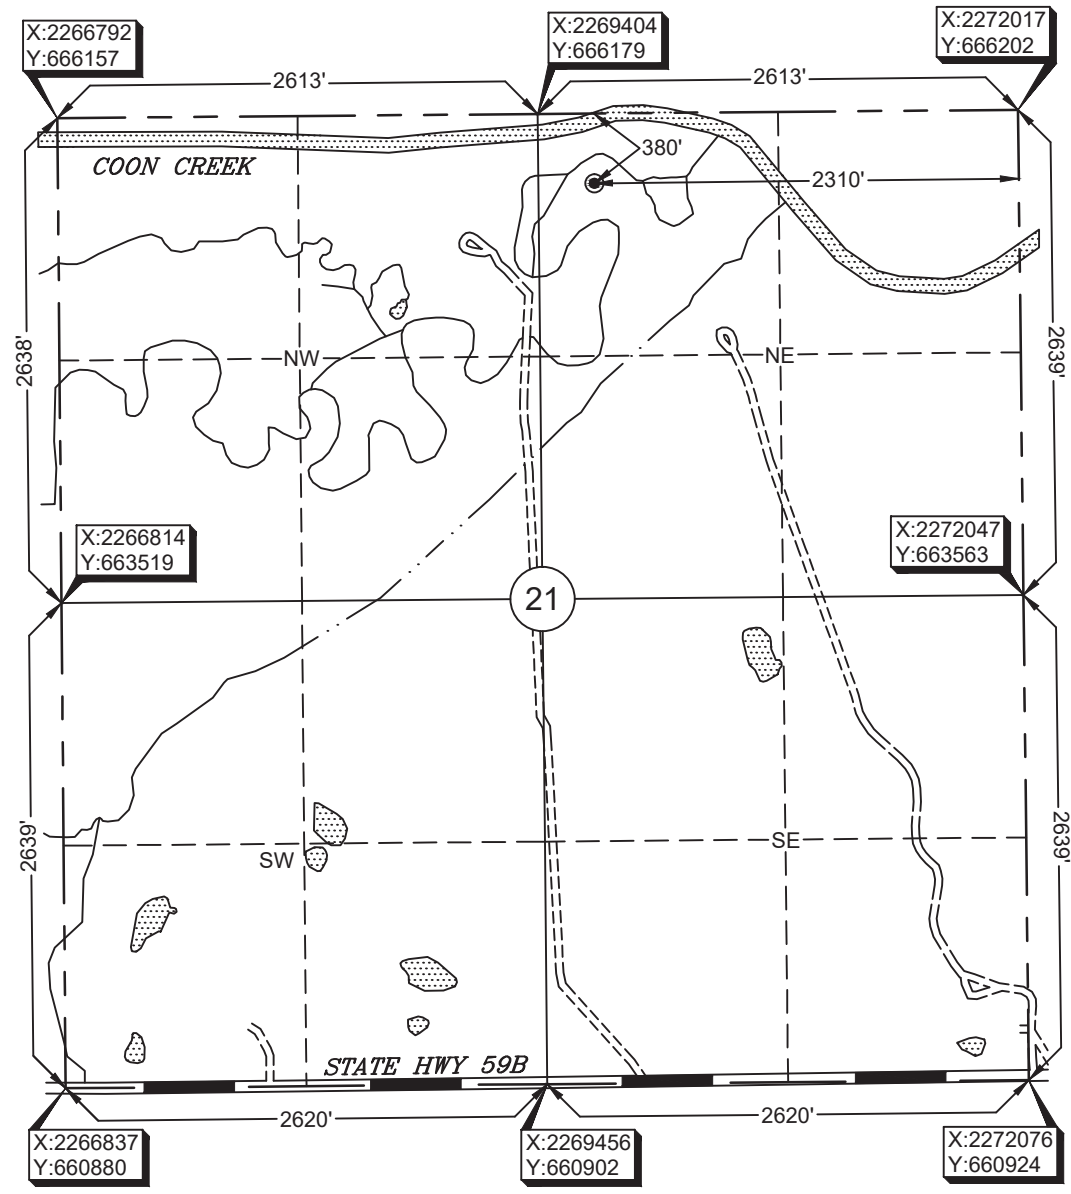 X:2266792
Y:666157
X:2269404
Y:666179
X:2272017
Y:666202
2613'
2613'
COON CREEK
380'
2310'
2638'
NW
NE
2639'
X:2266814
Y:663519
X:2272047
Y:663563
21
2639'
SW
SE
2639'
STATE HWY 59B
2620'
2620'
X:2266837
Y:660880
X:2269456
Y:660902
X:2272076
Y:660924